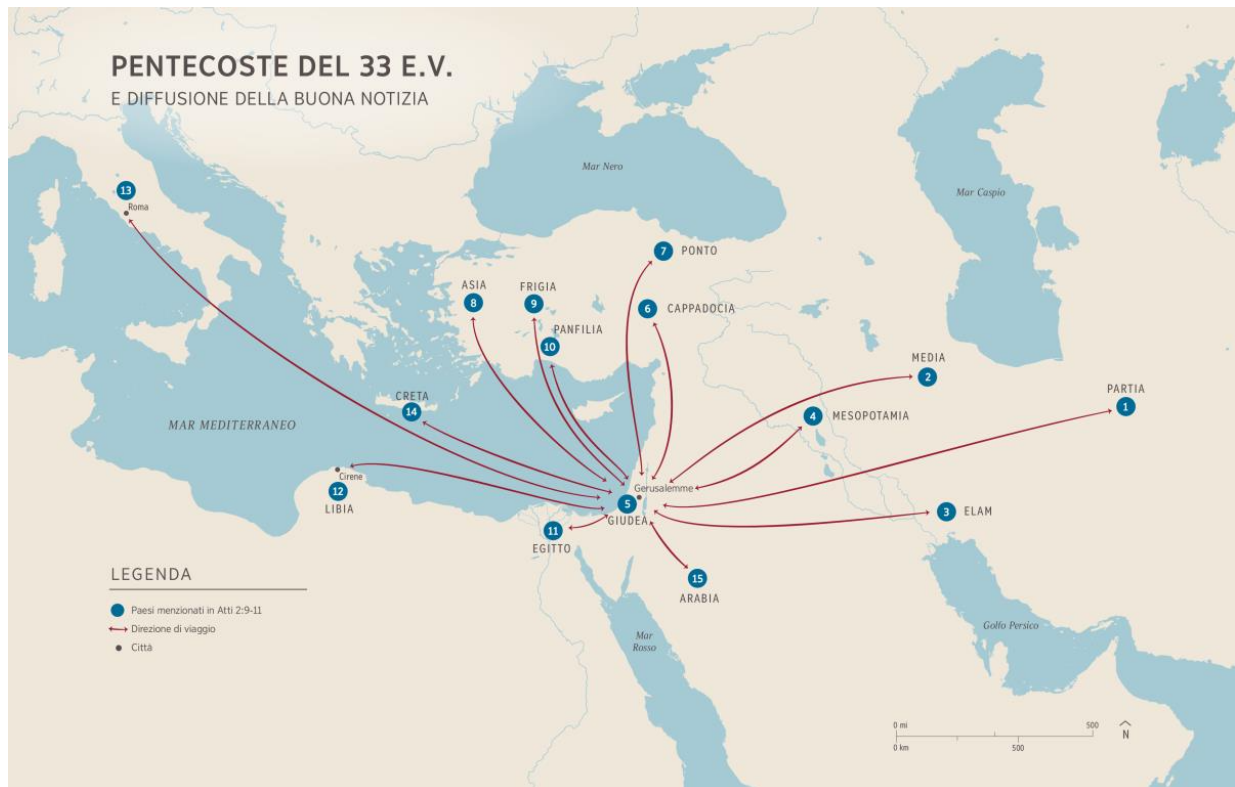 PENTECOSTE DEL 33 E.V.
E DIFFUSIONE DELLA BUONA NOTIZIA
Mar Nero
Mar Caspio
13
Roma
7 PONTO
ASIA
8
FRIGIA
9
6 CAPPADOCIA
PANFILIA
10
MEDIA
2
PARTIA
1
CRETA
14
4 MESOPOTAMIA
MAR MEDITERRANEO
Cirene
12
LIBIA
Gerusalemme
5
GIUDEA
3 ELAM
11
EGITTO
15
ARABIA
LEGENDA
Paesi menzionati in Atti 2:9-11
Direzione di viaggio
Città
Mar
Rosso
Golfo Persico
0 mi 500
0 km 500
N